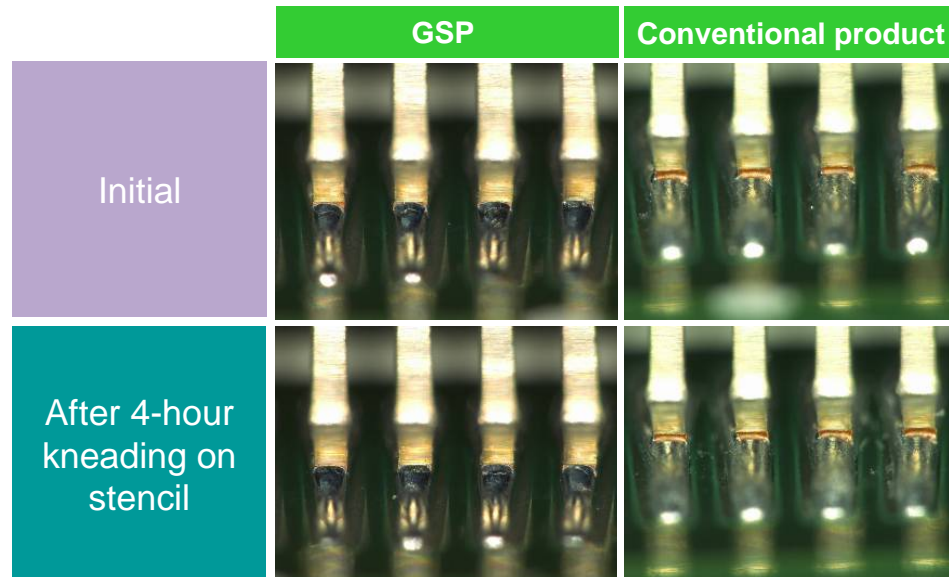 GSP
Conventional product
Initial
After 4-hour
kneading on
stencil